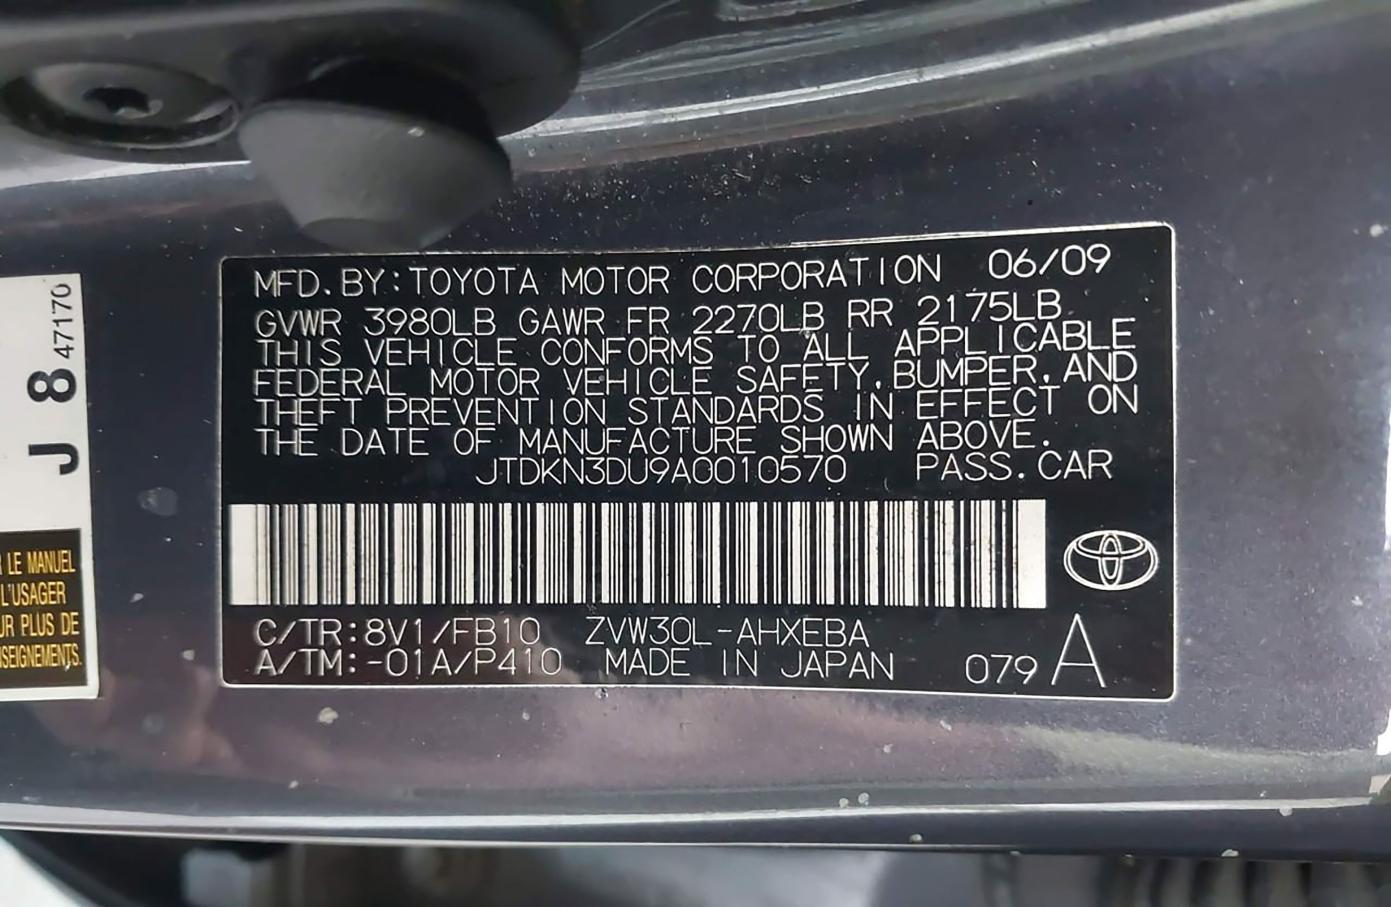 MFD. BY: TOYOTA MOTOR CORPORATION 06/09
GVWR 3980LB GAWR FR 2270LB RR 2175LB
THIS VEHICLE CONFORMS TO ALL APPLICABLE
FEDERAL MOTOR VEHICLE SAFETY, BUMPER, AND
THEFT PREVENTION STANDARDS IN EFFECT ON
THE DATE OF MANUFACTURE SHOWN ABOVE.
JTDKN3DU9A0010570 PASS. CAR
C/TR: 8V1/FB10 ZVW30L-AHXEBA
A/TM: -01A/P410 MADE IN JAPAN 079 A
J 8 47170
LE MANUEL
L'USAGER
UR PLUS DE
SEIGNEMENTS.